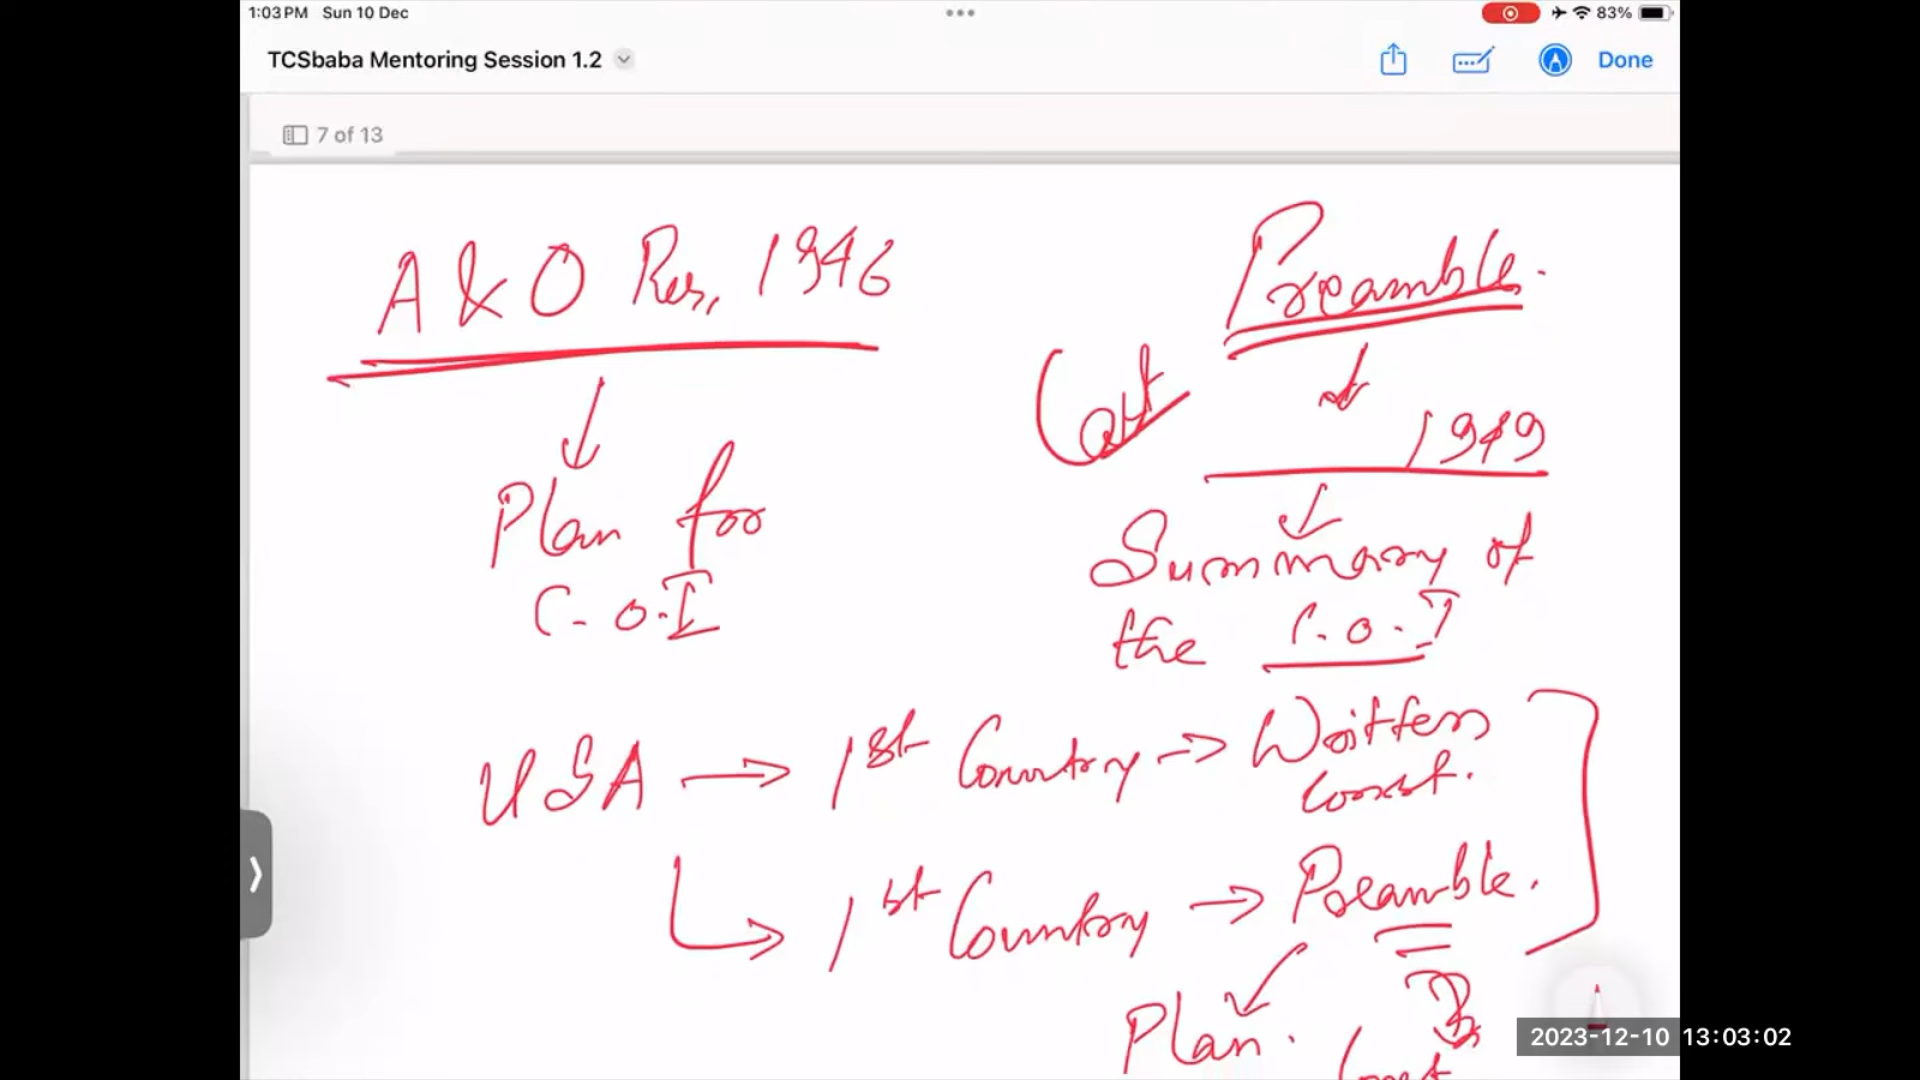 1:03 PM Sun 10 Dec
83%
TCSbaba Mentoring Session 1.2
Done
7 of 13
A & O Res, 1946
Plan for
C.O.I
Preamble.
1949
Summary of
the C.O.I
USA → 1st Country → Written
const.
→ 1st Country → Preamble.
Plan.
2023-12-10 13:03:02